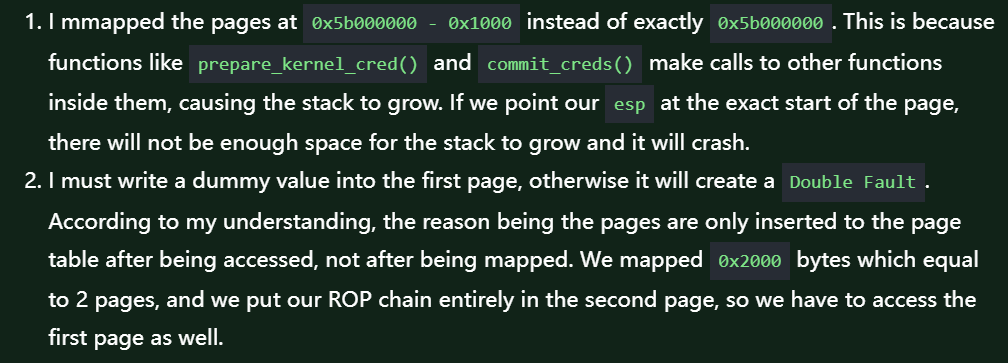 1. I mmapped the pages at 0x5b000000 - 0x1000 instead of exactly 0x5b000000. This is because
functions like prepare_kernel_cred() and commit_creds() make calls to other functions
inside them, causing the stack to grow. If we point our esp at the exact start of the page,
there will not be enough space for the stack to grow and it will crash.
2. I must write a dummy value into the first page, otherwise it will create a Double Fault.
According to my understanding, the reason being the pages are only inserted to the page
table after being accessed, not after being mapped. We mapped 0x2000 bytes which equal
to 2 pages, and we put our ROP chain entirely in the second page, so we have to access the
first page as well.